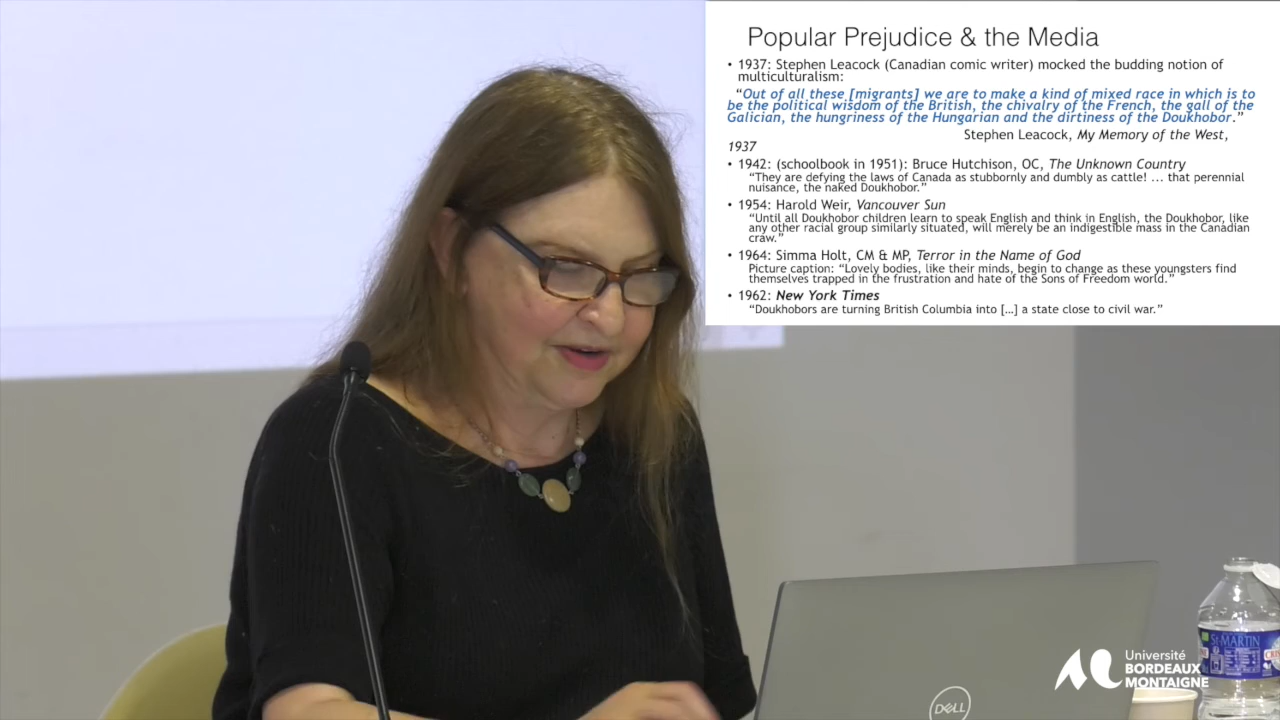 Popular Prejudice & the Media
• 1937: Stephen Leacock (Canadian comic writer) mocked the budding notion of
multiculturalism:
“Out of all these [migrants] we are to make a kind of mixed race in which is to
be the political wisdom of the British, the chivalry of the French, the gall of the
Galician, the hungriness of the Hungarian and the dirtiness of the Doukhobor.”
Stephen Leacock, My Memory of the West,
1937
• 1942: (schoolbook in 1951): Bruce Hutchison, OC, The Unknown Country
“They are defying the laws of Canada as stubbornly and dumbly as cattle! ... that perennial
nuisance, the naked Doukhobor.”
• 1954: Harold Weir, Vancouver Sun
“Until all Doukhobor children learn to speak English and think in English, the Doukhobor, like
any other racial group similarly situated, will merely be an indigestible mass in the Canadian
craw.”
• 1964: Simma Holt, CM & MP, Terror in the Name of God
Picture caption: “Lovely bodies, like their minds, begin to change as these youngsters find
themselves trapped in the frustration and hate of the Sons of Freedom world.”
• 1962: New York Times
“Doukhobors are turning British Columbia into […] a state close to civil war.”
St-MARTIN
Université
BORDEAUX
MONTAIGNE
DELL